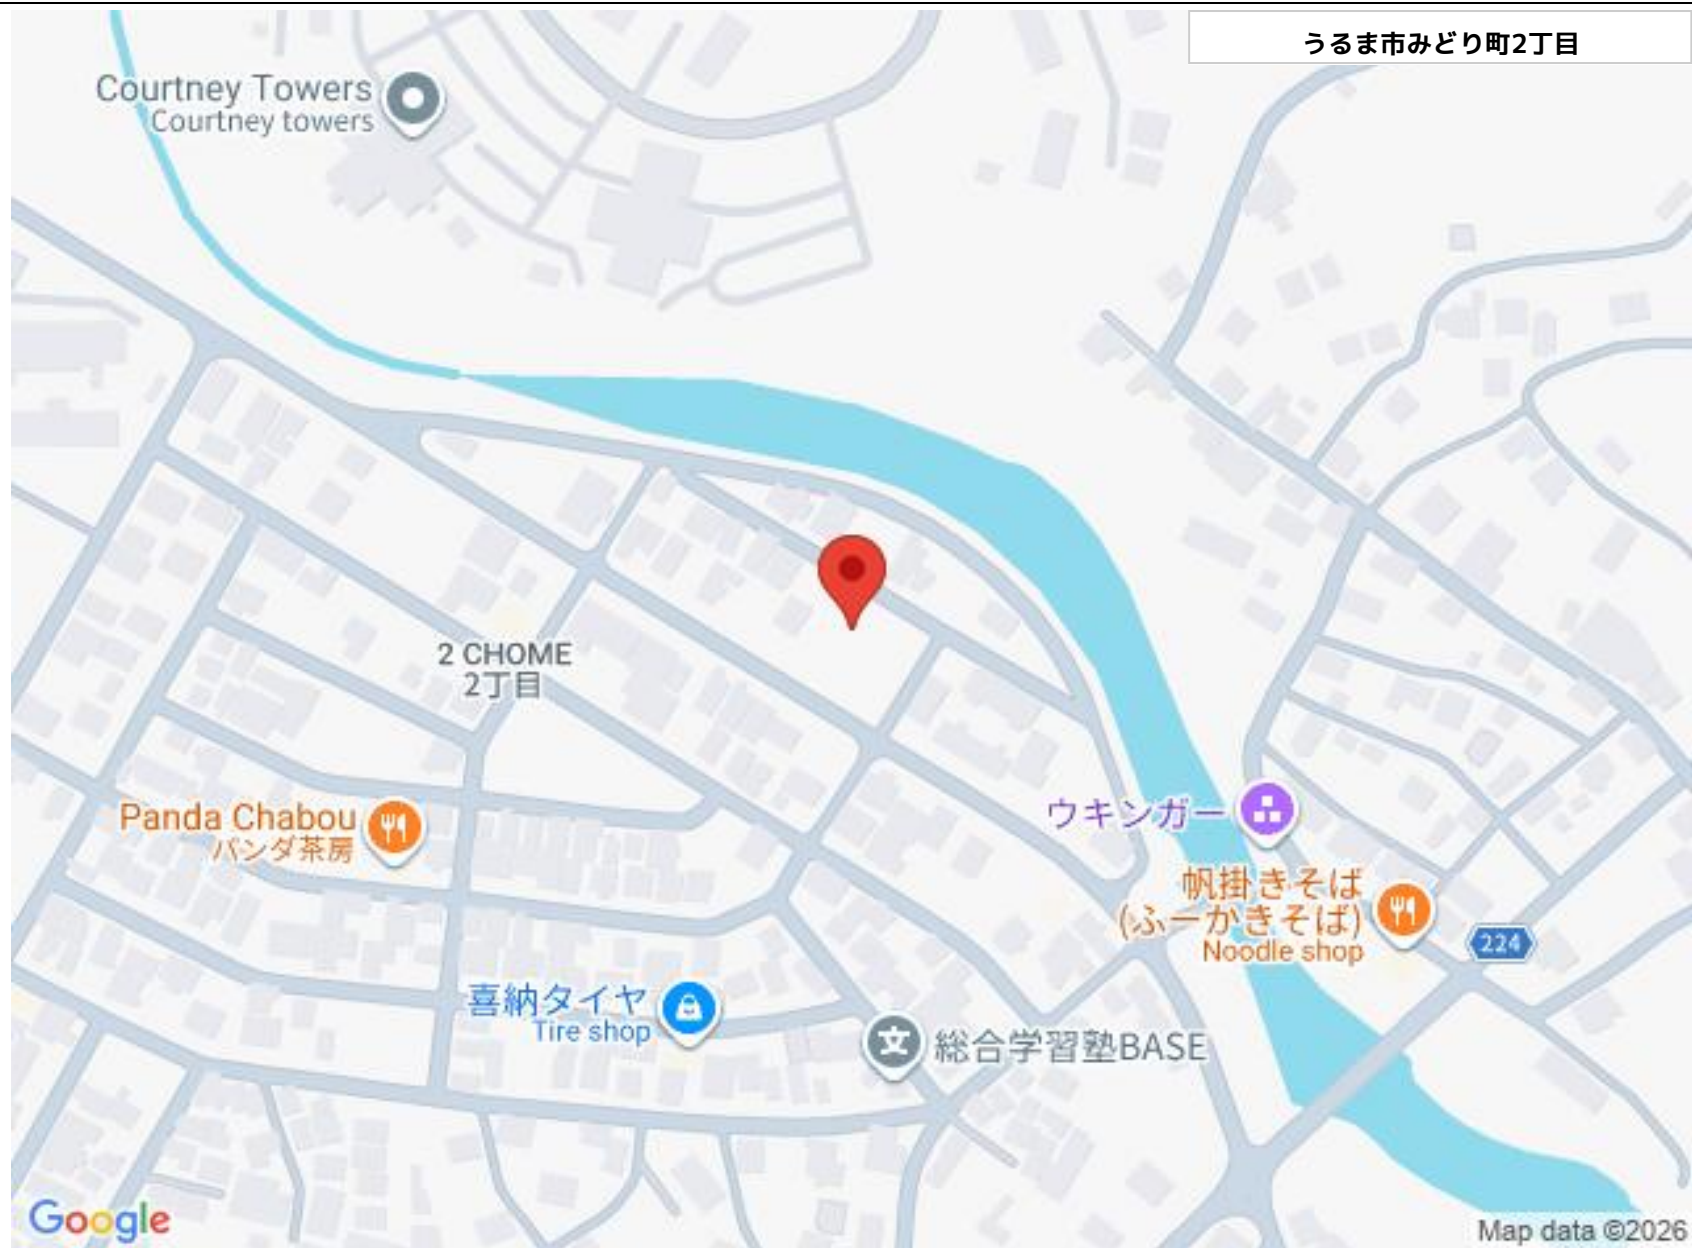 うるま市みどり町2丁目
Courtney Towers
Courtney towers
2 CHOME
2丁目
Panda Chabou
パンダ茶房
ウキンガー
帆掛きそば
(ふーかきそば)
Noodle shop
224
喜納タイヤ
Tire shop
文
総合学習塾BASE
Google
Map data ©2026